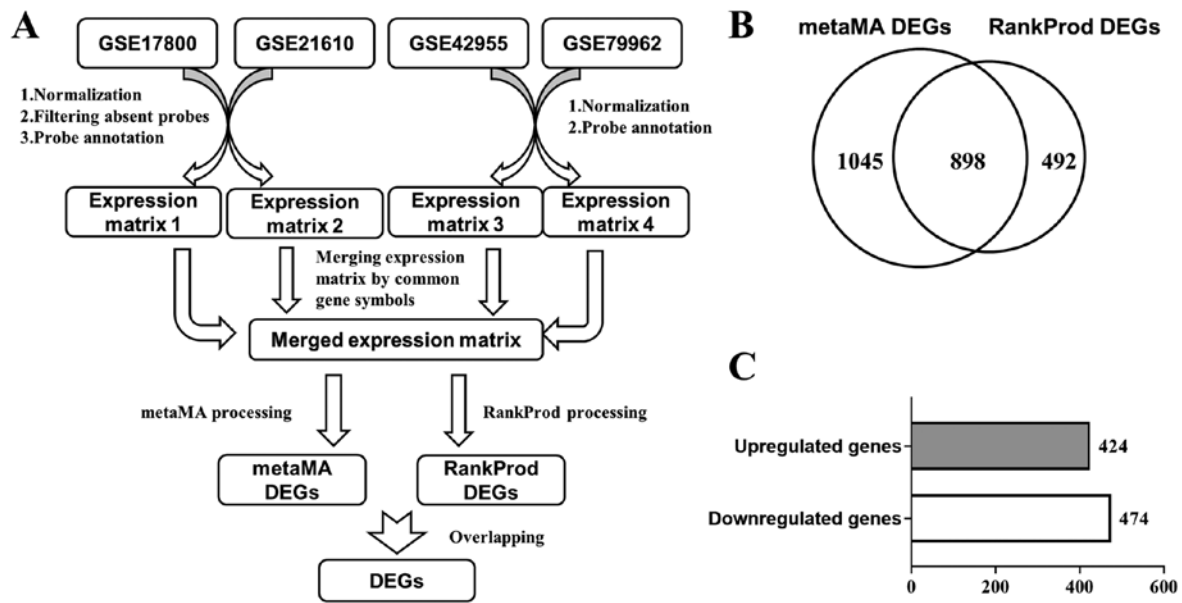 A
GSE17800
GSE21610
GSE42955
GSE79962
1.Normalization
2.Filtering absent probes
3.Probe annotation
1.Normalization
2.Probe annotation
Expression
matrix 1
Expression
matrix 2
Expression
matrix 3
Expression
matrix 4
Merging expression
matrix by common
gene symbols
Merged expression matrix
metaMA processing
RankProd processing
metaMA
DEGs
RankProd
DEGs
Overlapping
DEGs
B
metaMA DEGs
RankProd DEGs
1045
898
492
C
Upregulated genes
424
Downregulated genes
474
0
200
400
600